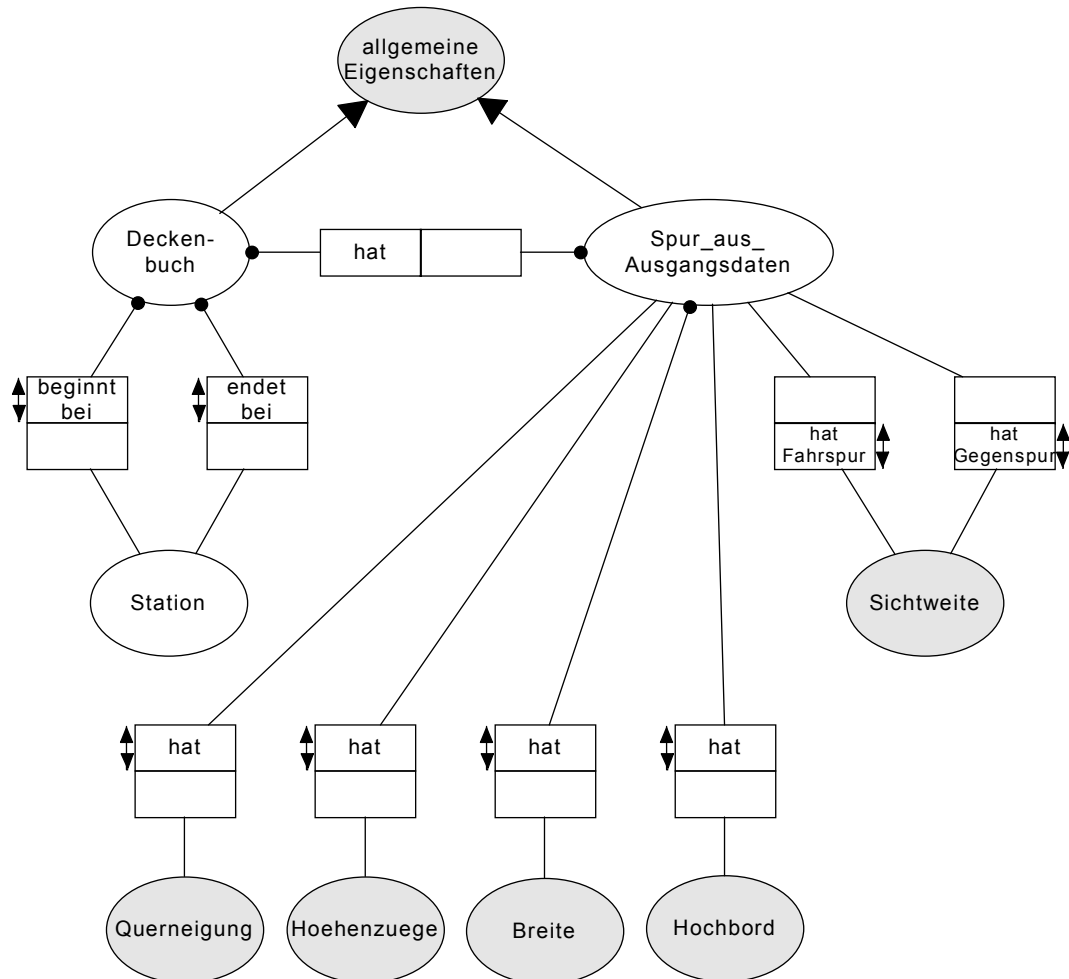 allgemeine
Eigenschaften
Decken-
buch
hat
Spur_aus_
Ausgangsdaten
beginnt
bei
endet
bei
hat
Fahrspur
hat
Gegenspur
Station
Sichtweite
hat
hat
hat
hat
Querneigung
Hoehenzuege
Breite
Hochbord